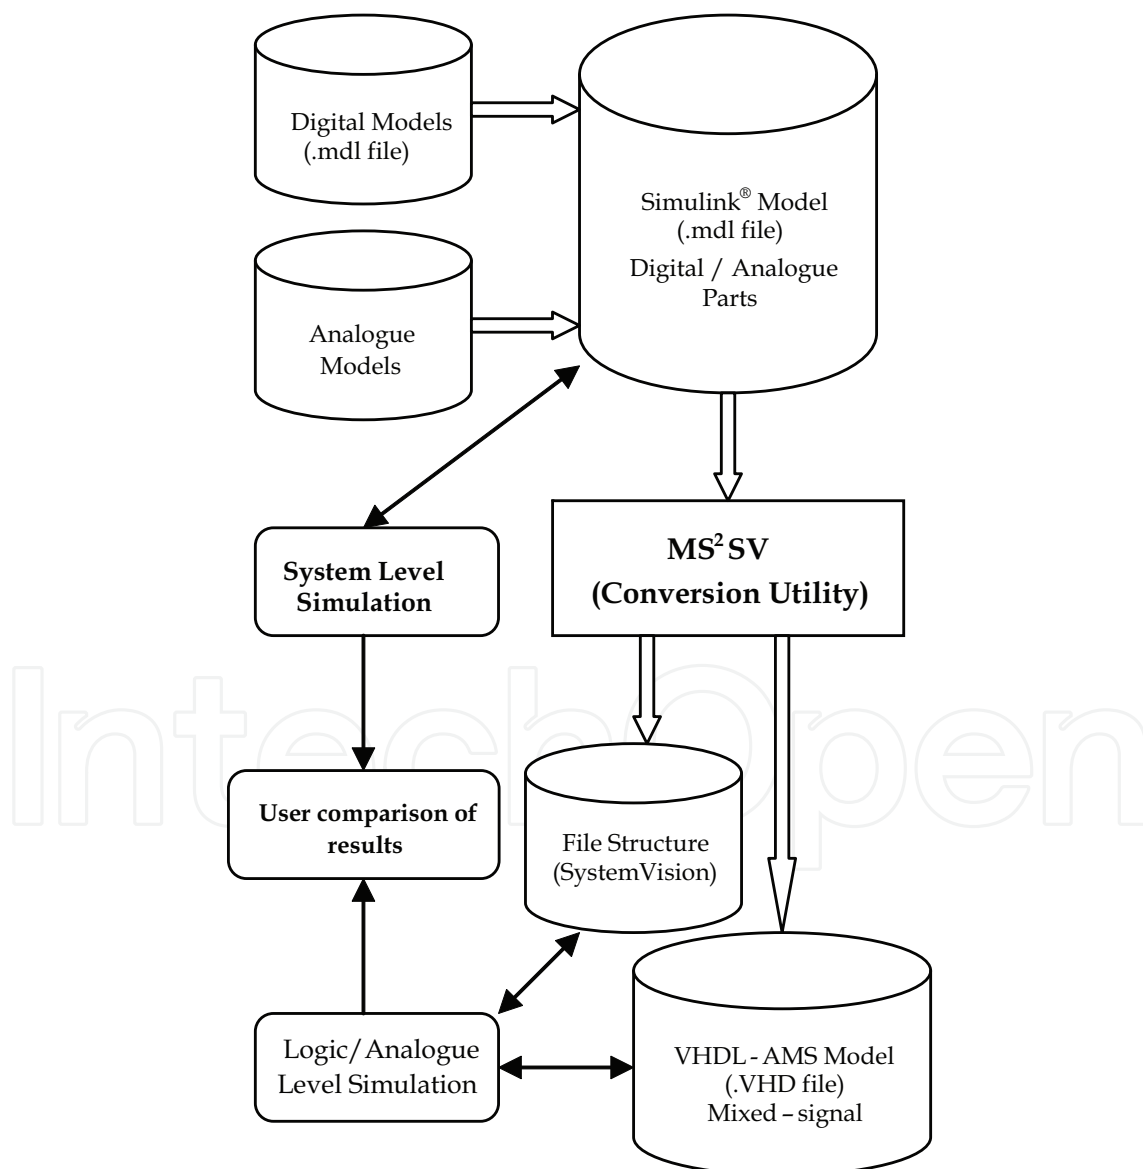 Digital Models
(.mdl file)
Simulink® Model
(.mdl file)
Digital / Analogue
Parts
Analogue
Models
MS² SV
(Conversion Utility)
System Level
Simulation
User comparison of
results
File Structure
(SystemVision)
Logic/Analogue
Level Simulation
VHDL - AMS Model
(.VHD file)
Mixed – signal
IntechOpen